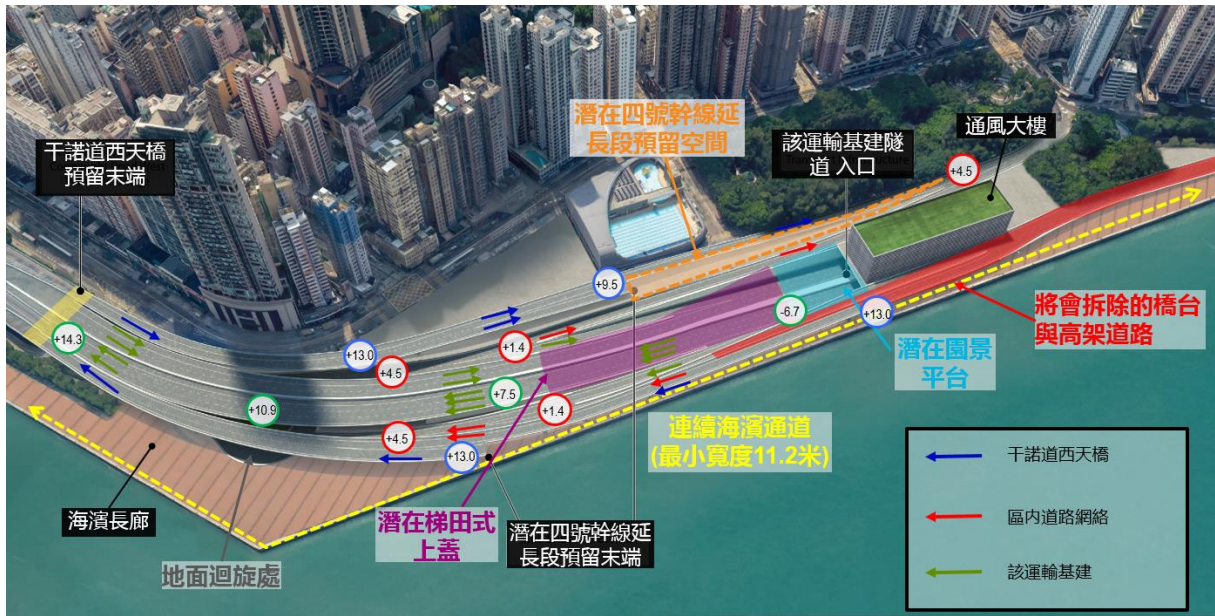 潛在四號幹線延
長段預留空間
該運輸基建隧
道 入口
通風大樓
干諾道西天橋
預留末端
+4.5
+9.5
+14.3
+13.0
+4.5
+1.4
-6.7
+13.0
將會拆除的橋台
與高架道路
潛在園景
平台
+10.9
+7.5
+1.4
+4.5
+13.0
連續海濱通道
(最小寬度11.2米)
海濱長廊
地面迴旋處
潛在梯田式
上蓋
潛在四號幹線延
長段預留末端
干諾道西天橋
區内道路網絡
該運輸基建